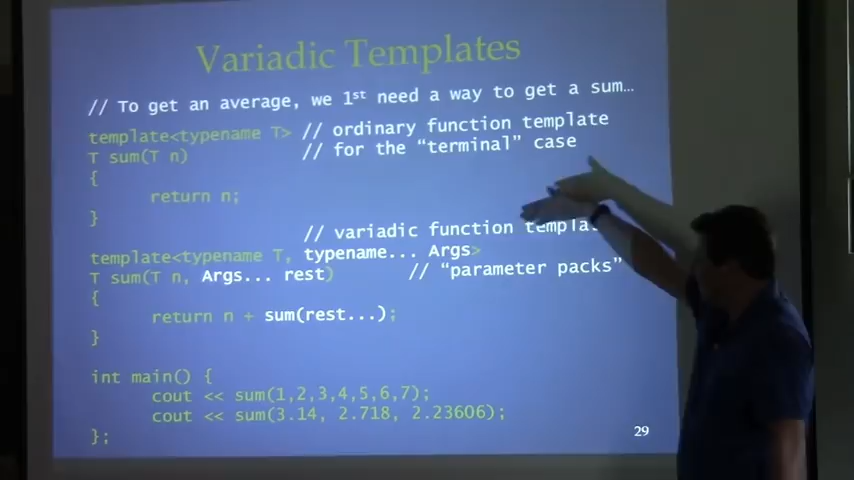 Variadic Templates
// To get an average, we 1st need a way to get a sum…
template<typename T> // ordinary function template
T sum(T n) // for the “terminal” case
{
return n;
}
// variadic function
template<typename T, typename... Args>
T sum(T n, Args... rest) // “parameter packs”
{
return n + sum(rest...);
}
int main() {
cout << sum(1,2,3,4,5,6,7);
cout << sum(3.14, 2.718, 2.23606);
};
29